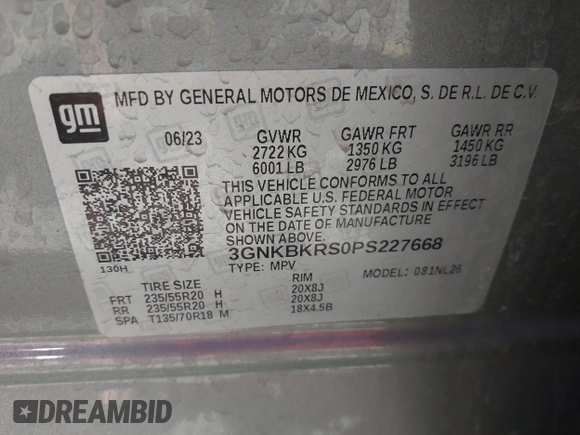 gm MFD BY GENERAL MOTORS DE MEXICO, S. DE R.L. DE C.V
06/23 GVWR GAWR FRT GAWR RR
2722 KG 1350 KG 1450 KG
6001 LB 2976 LB 3196 LB
THIS VEHICLE CONFORMS TO ALL
APPLICABLE U.S. FEDERAL MOTOR
VEHICLE SAFETY STANDARDS IN EFFECT
ON THE DATE OF MANUFACTURE
SHOWN ABOVE.
3GNKBKRS0PS227668
130H TYPE: MPV MODEL: 081NL26
TIRE SIZE RIM
FRT 235/55R20 H 20X8J
RR 235/55R20 H 20X8J
SPA T135/70R18 M 18X4.5B
DREAMBID